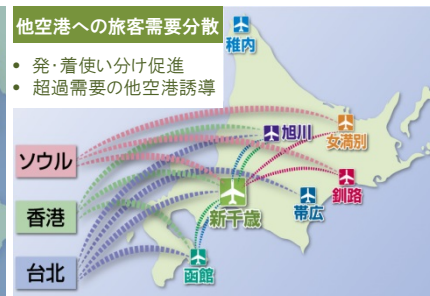 他空港への旅客需要分散
• 発・着使い分け促進
• 超過需要の他空港誘導
稚内
旭川
女満別
ソウル
釧路
香港
新千歳
帯広
台北
函館